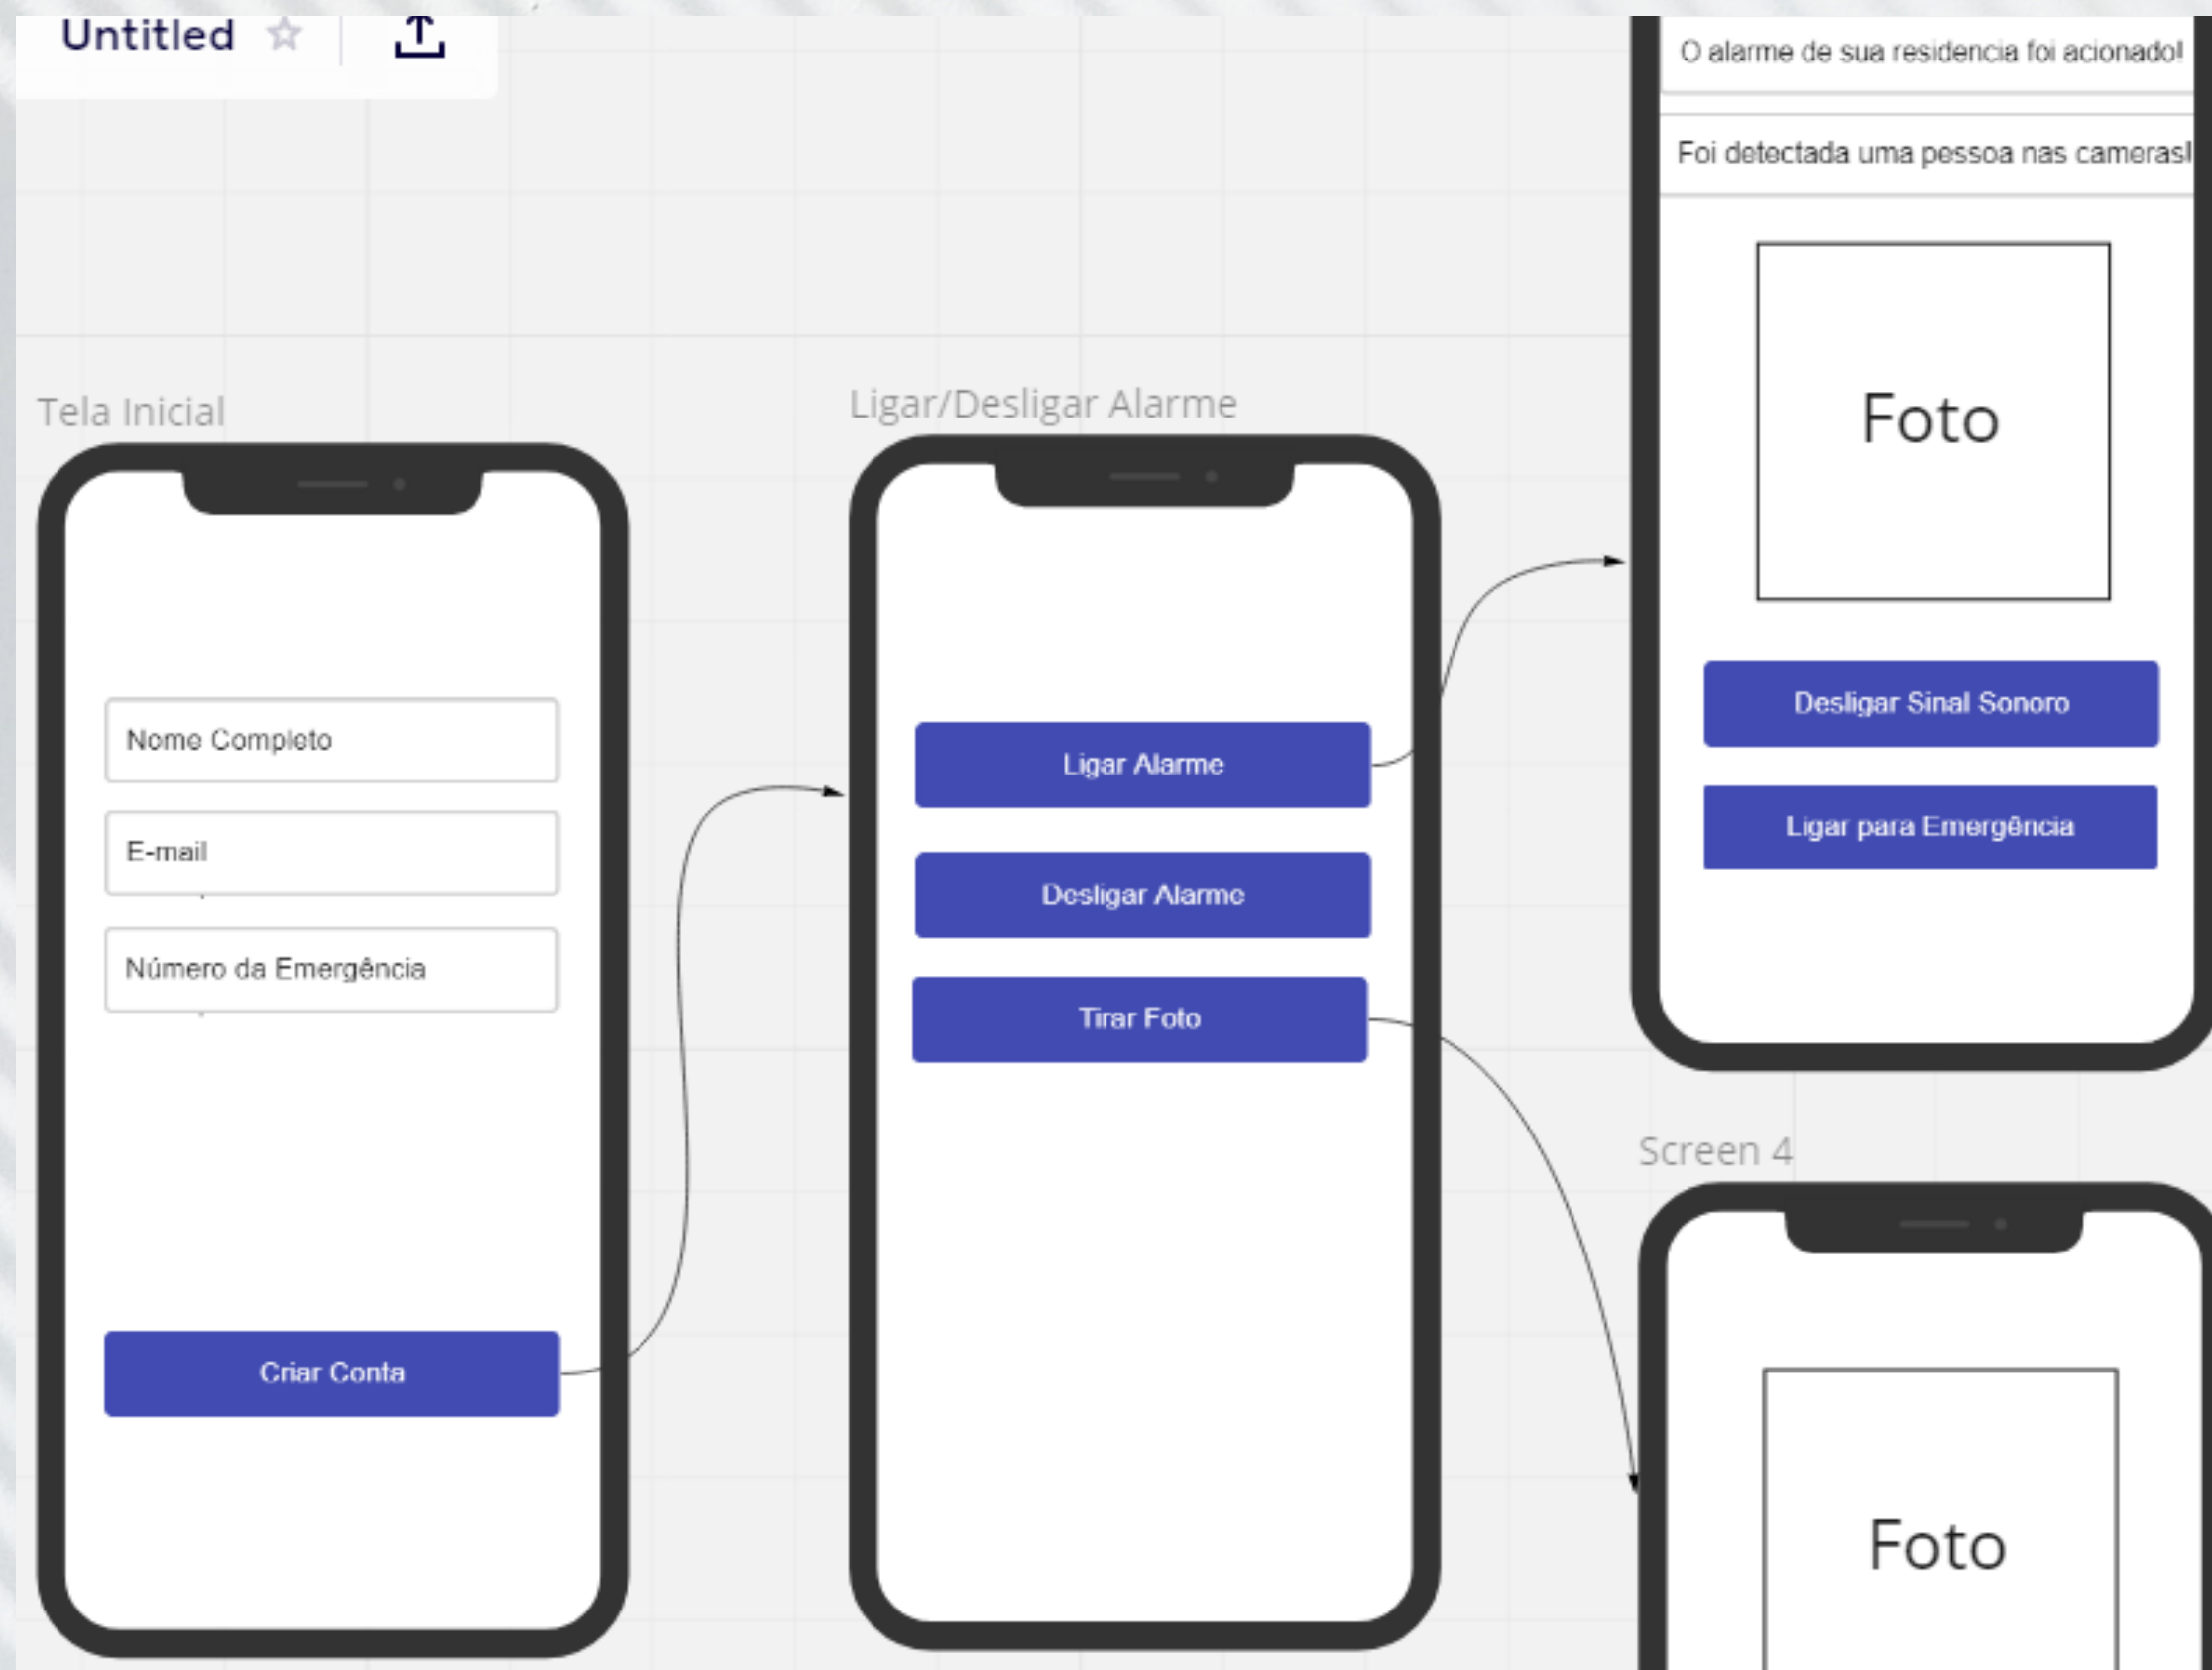 Untitled
Tela Inicial
Nome Completo
E-mail
Número da Emergência
Criar Conta
Ligar/Desligar Alarme
Ligar Alarme
Desligar Alarme
Tirar Foto
O alarme de sua residencia foi acionado!
Foi detectada uma pessoa nas cameras!
Foto
Desligar Sinal Sonoro
Ligar para Emergência
Screen 4
Foto